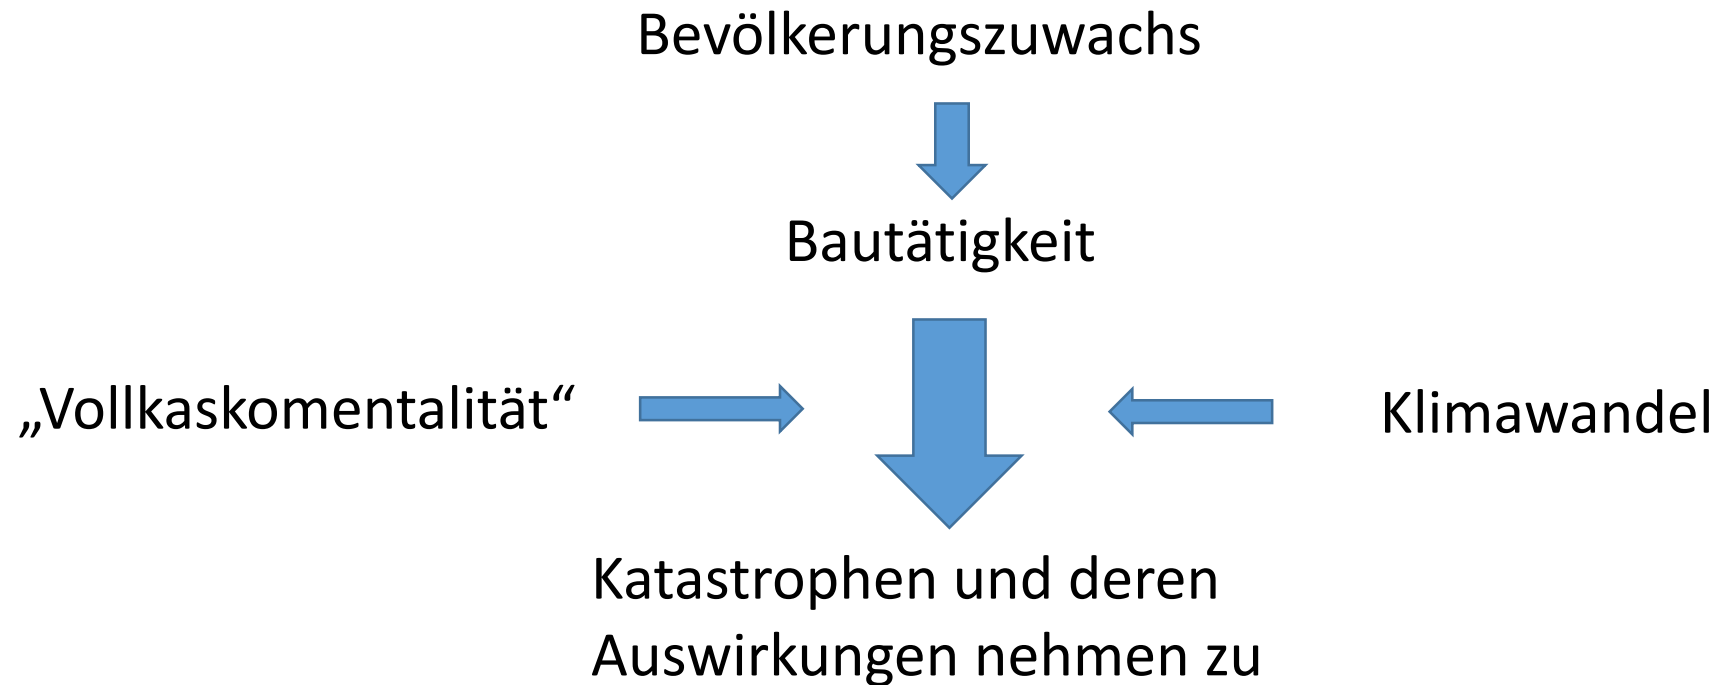 Bevölkerungszuwachs
Bautätigkeit
„Vollkaskomentalität“
Klimawandel
Katastrophen und deren
Auswirkungen nehmen zu